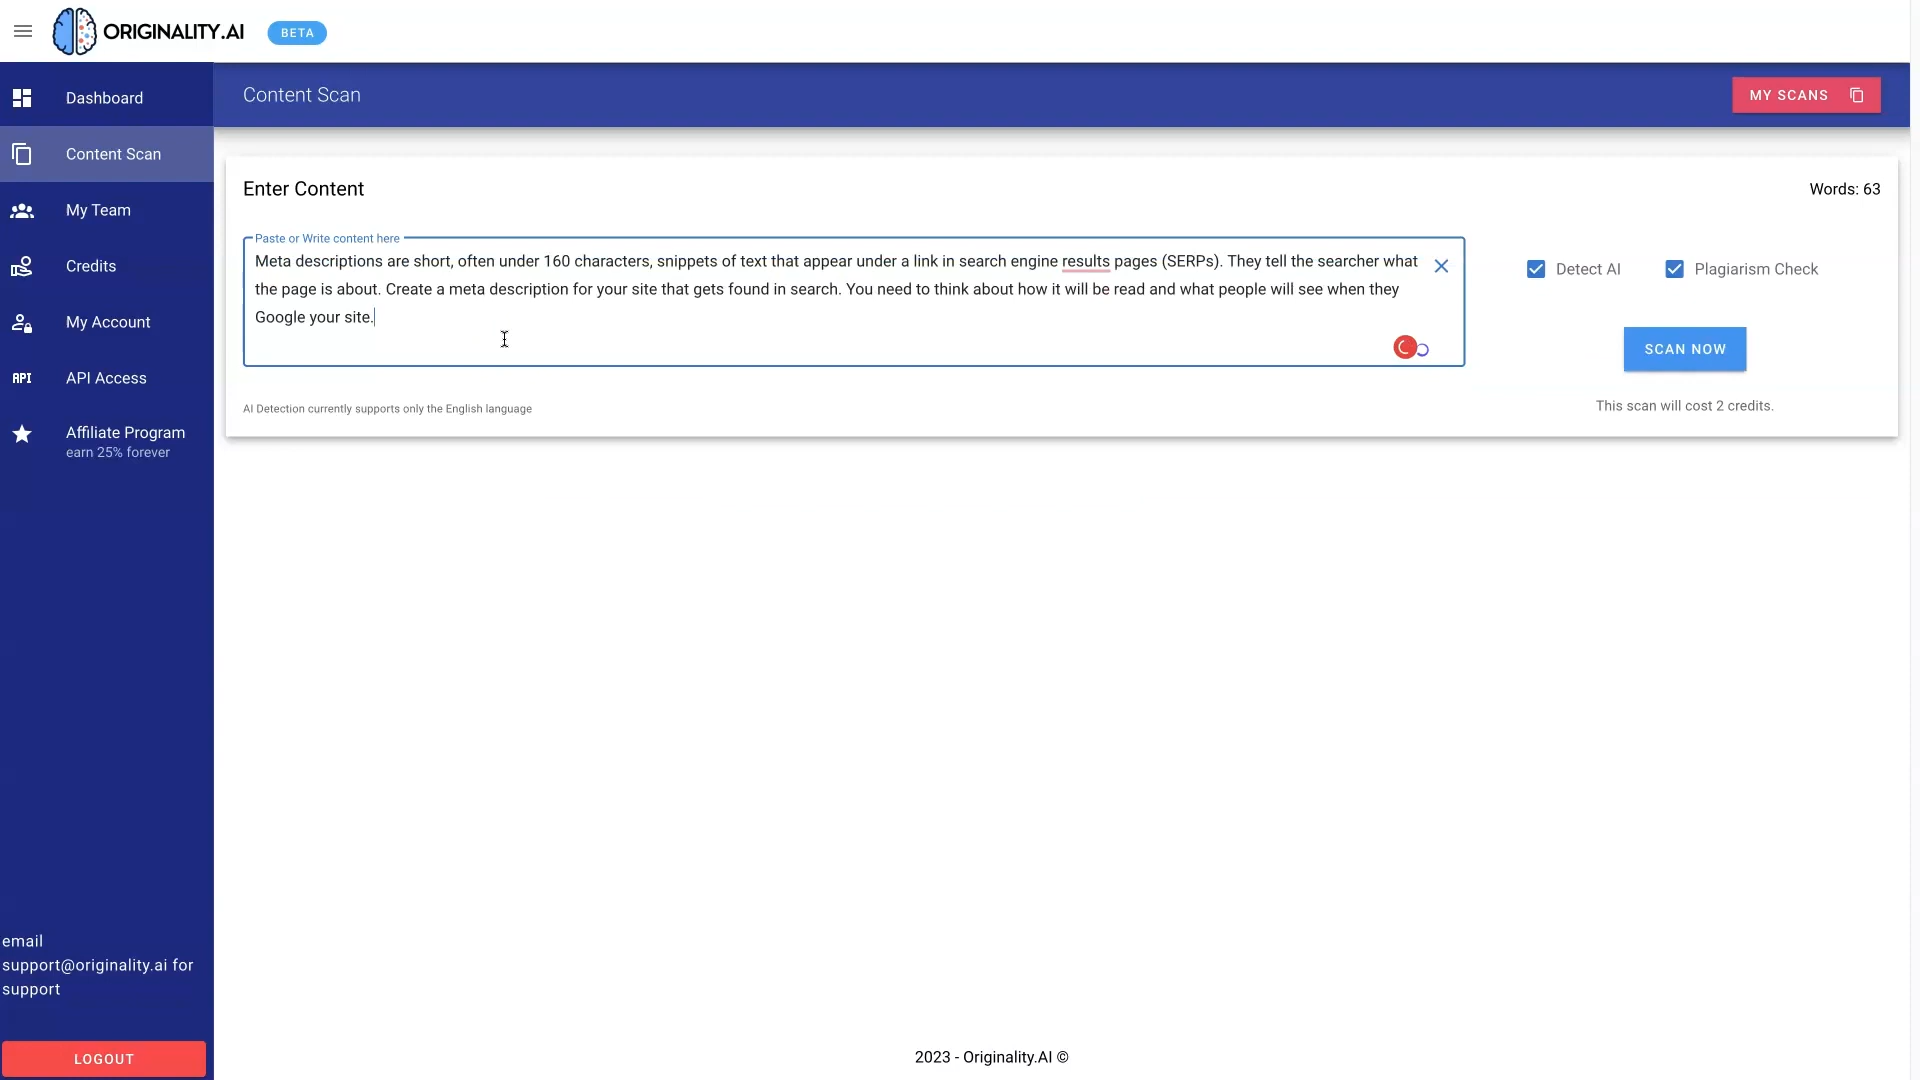 ORIGINALITY.AI
BETA
Dashboard
Content Scan
My Team
Credits
My Account
API
API Access
Affiliate Program
earn 25% forever
email
support@originality.ai for
support
LOGOUT
Content Scan
MY SCANS
Enter Content
Words: 63
Paste or Write content here
Meta descriptions are short, often under 160 characters, snippets of text that appear under a link in search engine results pages (SERPs). They tell the searcher what
the page is about. Create a meta description for your site that gets found in search. You need to think about how it will be read and what people will see when they
Google your site.
Detect AI
Plagiarism Check
SCAN NOW
This scan will cost 2 credits.
AI Detection currently supports only the English language
2023 - Originality.AI ©